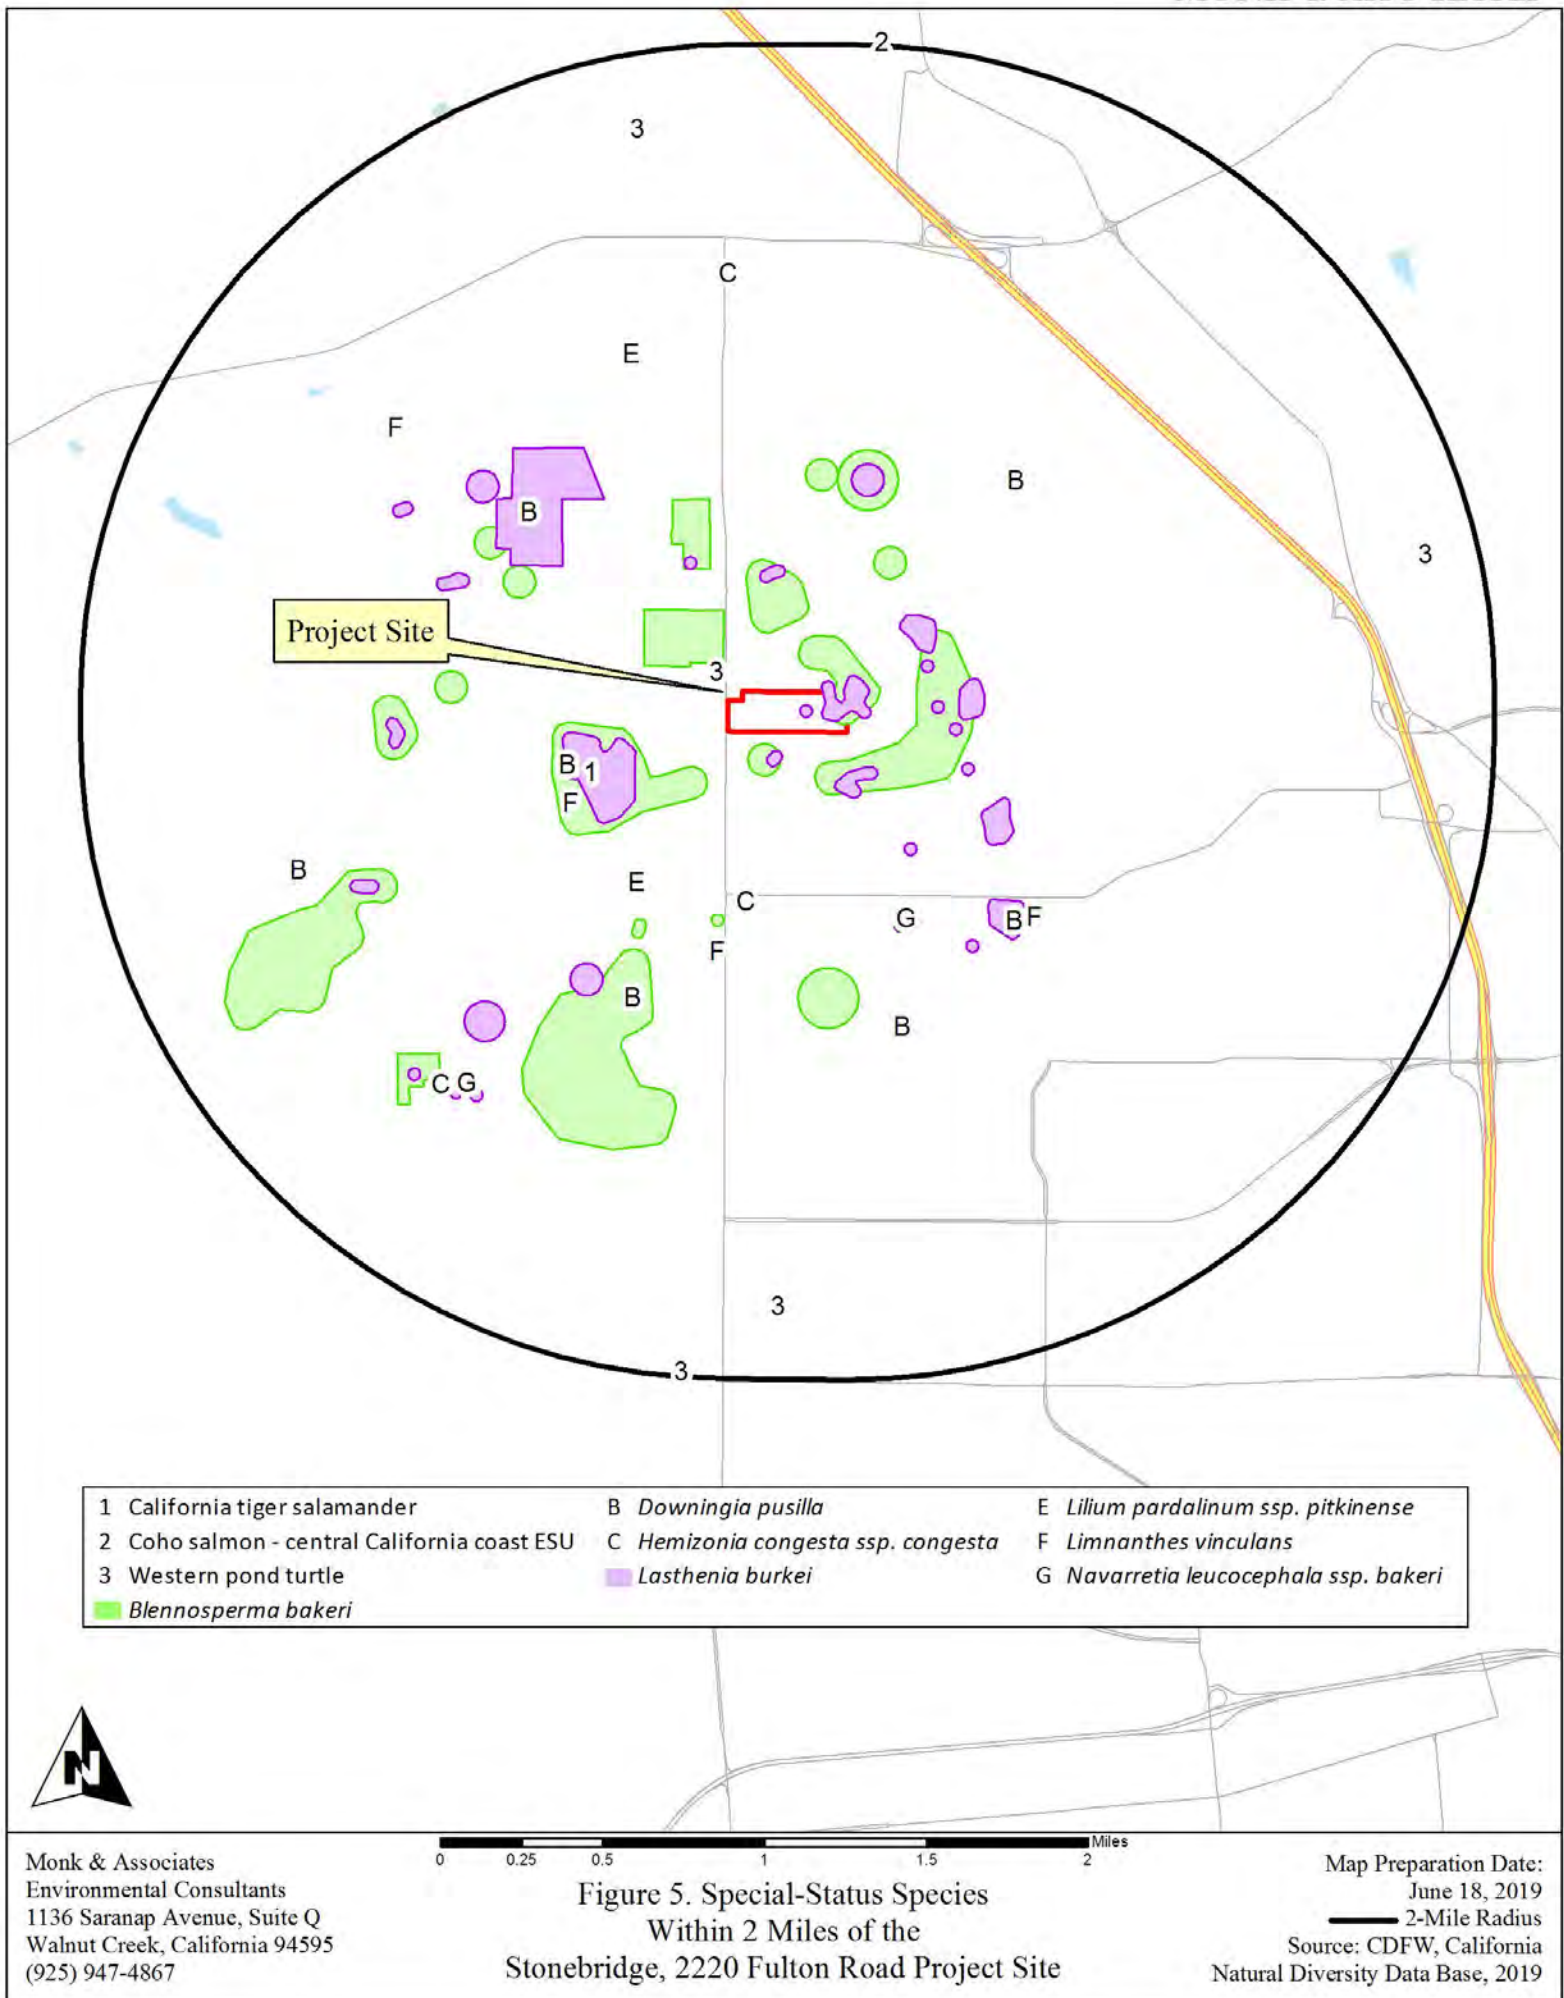 2
3
C
E
F
B
B
3
Project Site
3
B 1
F
B
E
C
G
B F
F
B
B
C G
3
3
1 California tiger salamander
2 Coho salmon - central California coast ESU
3 Western pond turtle
Blennosperma bakeri
B Downingia pusilla
C Hemizonia congesta ssp. congesta
Lasthenia burkei
E Lilium pardalinum ssp. pitkinense
F Limnanthes vinculans
G Navarretia leucocephala ssp. bakeri
N
Miles
0 0.25 0.5 1 1.5 2
Monk & Associates
Environmental Consultants
1136 Saranap Avenue, Suite Q
Walnut Creek, California 94595
(925) 947-4867
Figure 5. Special-Status Species
Within 2 Miles of the
Stonebridge, 2220 Fulton Road Project Site
Map Preparation Date:
June 18, 2019
2-Mile Radius
Source: CDFW, California
Natural Diversity Data Base, 2019